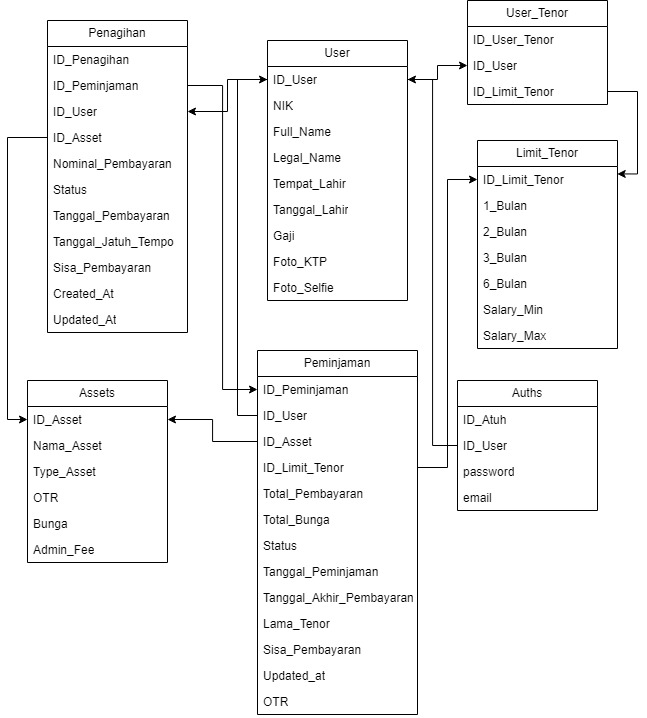 Penagihan
ID_Penagihan
ID_Peminjaman
ID_User
ID_Asset
Nominal_Pembayaran
Status
Tanggal_Pembayaran
Tanggal_Jatuh_Tempo
Sisa_Pembayaran
Created_At
Updated_At
User
ID_User
NIK
Full_Name
Legal_Name
Tempat_Lahir
Tanggal_Lahir
Gaji
Foto_KTP
Foto_Selfie
User_Tenor
ID_User_Tenor
ID_User
ID_Limit_Tenor
Limit_Tenor
ID_Limit_Tenor
1_Bulan
2_Bulan
3_Bulan
6_Bulan
Salary_Min
Salary_Max
Assets
ID_Asset
Nama_Asset
Type_Asset
OTR
Bunga
Admin_Fee
Peminjaman
ID_Peminjaman
ID_User
ID_Asset
ID_Limit_Tenor
Total_Pembayaran
Total_Bunga
Status
Tanggal_Peminjaman
Tanggal_Akhir_Pembayaran
Lama_Tenor
Sisa_Pembayaran
Updated_at
OTR
Auths
ID_Atuh
ID_User
password
email